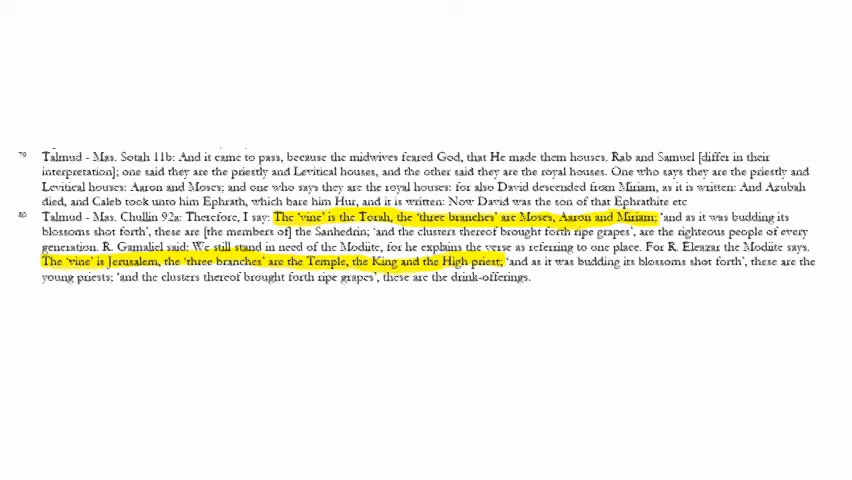 79 Talmud - Mas. Sotah 11b: And it came to pass, because the midwives feared God, that He made them houses. Rab and Samuel [differ in their
interpretation]; one said they are the priestly and Levitical houses, and the other said they are the royal houses. One who says they are the priestly and
Levitical houses: Aaron and Moses; and one who says they are the royal houses: for also David descended from Miriam, as it is written: And Azubah
died, and Caleb took unto him Ephrath, which bare him Hur, and it is written: Now David was the son of that Ephrathite etc
80 Talmud - Mas. Chullin 92a: Therefore, I say: The 'vine' is the Torah, the 'three branches' are Moses, Aaron and Miriam; 'and as it was budding its
blossoms shot forth', these are [the members of] the Sanhedrin; 'and the clusters thereof brought forth ripe grapes', are the righteous people of every
generation. R. Gamaliel said; We still stand in need of the Modiite, for he explains the verse as referring to one place. For R. Eleazar the Modiite says.
The 'vine' is Jerusalem, the 'three branches' are the Temple, the King and the High priest; 'and as it was budding its blossoms shot forth', these are the
young priests; 'and the clusters thereof brought forth ripe grapes', these are the drink-offerings.